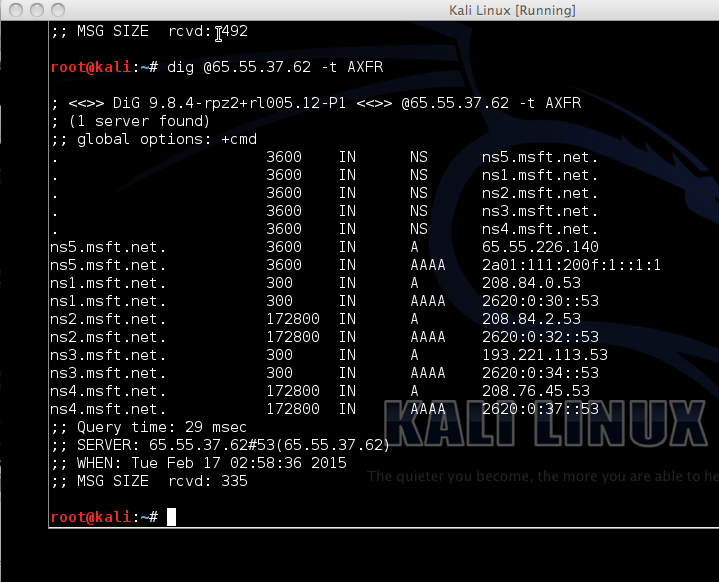 Kali Linux [Running]
;; MSG SIZE  rcvd: 492
root@kali:~# dig @65.55.37.62 -t AXFR
; <<>> DiG 9.8.4-rpz2+rl005.12-P1 <<>> @65.55.37.62 -t AXFR
; (1 server found)
;; global options: +cmd
. 3600 IN NS ns5.msft.net.
. 3600 IN NS ns1.msft.net.
. 3600 IN NS ns2.msft.net.
. 3600 IN NS ns3.msft.net.
. 3600 IN NS ns4.msft.net.
ns5.msft.net. 3600 IN A 65.55.226.140
ns5.msft.net. 3600 IN AAAA 2a01:111:200f:1::1:1
ns1.msft.net. 300 IN A 208.84.0.53
ns1.msft.net. 300 IN AAAA 2620:0:30::53
ns2.msft.net. 172800 IN A 208.84.2.53
ns2.msft.net. 172800 IN AAAA 2620:0:32::53
ns3.msft.net. 300 IN A 193.221.113.53
ns3.msft.net. 300 IN AAAA 2620:0:34::53
ns4.msft.net. 172800 IN A 208.76.45.53
ns4.msft.net. 172800 IN AAAA 2620:0:37::53
;; Query time: 29 msec
;; SERVER: 65.55.37.62#53(65.55.37.62)
;; WHEN: Tue Feb 17 02:58:36 2015
;; MSG SIZE  rcvd: 335
KALI LINUX
The quieter you become, the more you are able to he
root@kali:~#